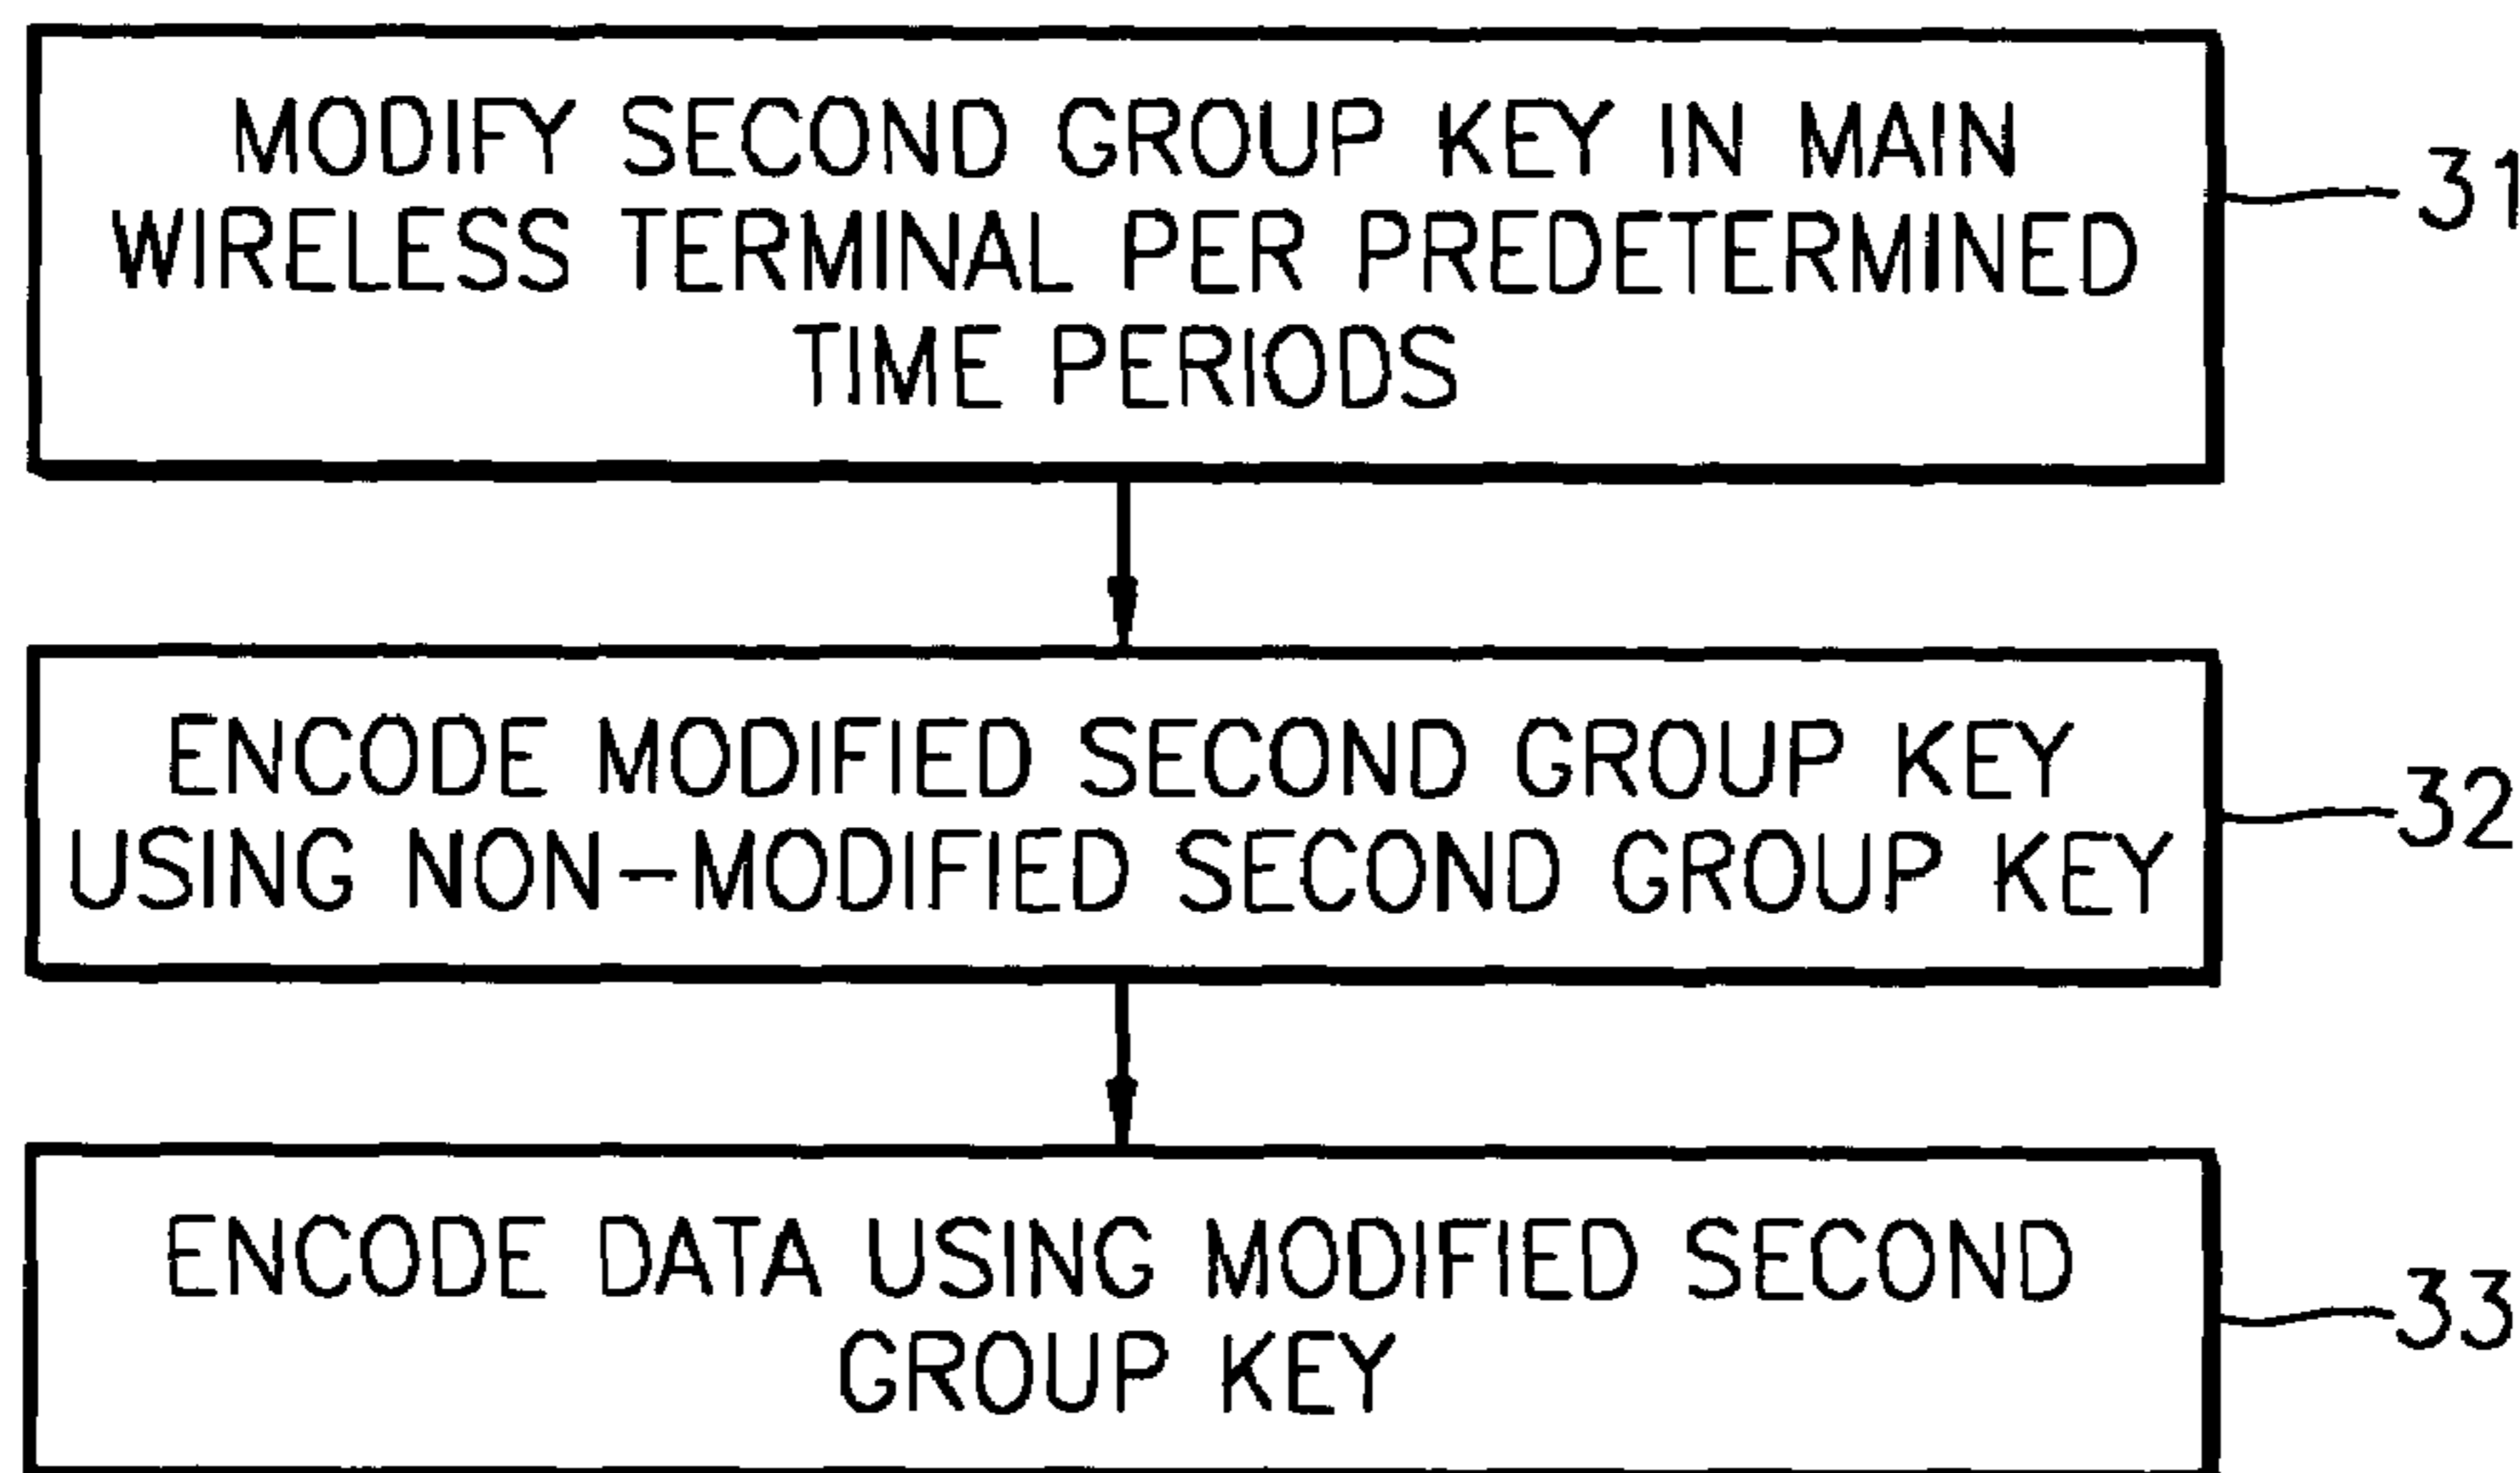 MODIFY SECOND GROUP KEY IN MAIN
WIRELESS TERMINAL PER PREDETERMINED
TIME PERIODS
31
ENCODE MODIFIED SECOND GROUP KEY
USING NON-MODIFIED SECOND GROUP KEY
32
ENCODE DATA USING MODIFIED SECOND
GROUP KEY
33